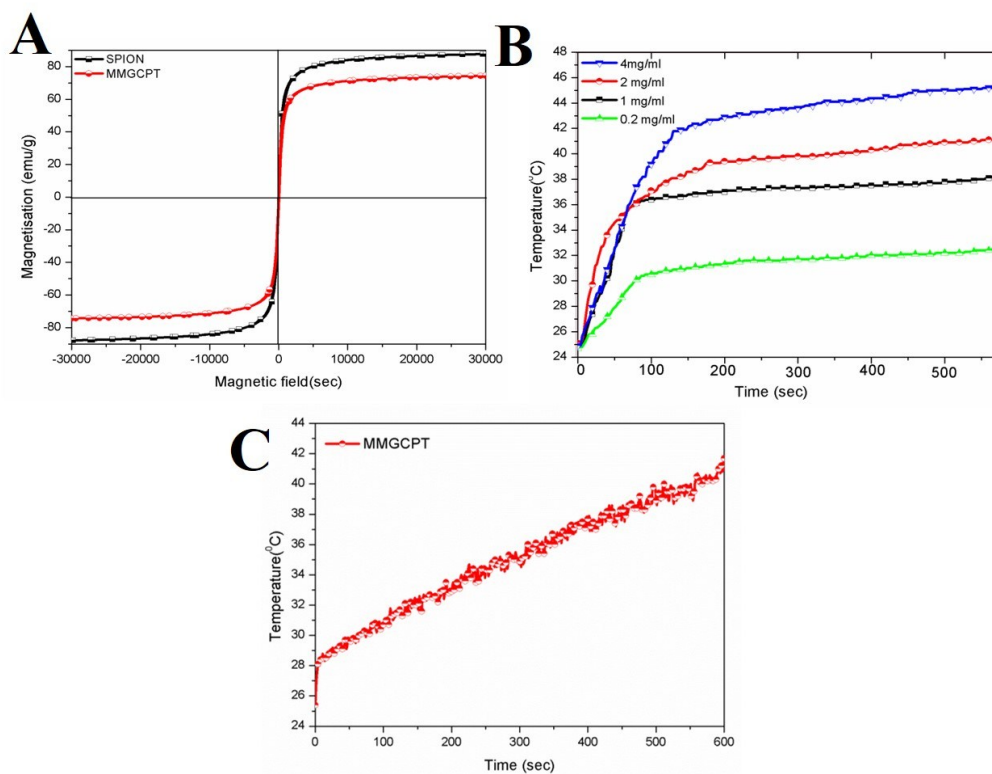 A
SPION
MMGCPT
Magnetisation (emu/g)
80
60
40
20
0
-20
-40
-60
-80
-30000 -20000 -10000 0 10000 20000 30000
Magnetic field(sec)
B
4mg/ml
2 mg/ml
1 mg/ml
0.2 mg/ml
Temperature(°C)
48
46
44
42
40
38
36
34
32
30
28
26
24
0 100 200 300 400 500
Time (sec)
C
MMGCPT
Temperature(°C)
44
42
40
38
36
34
32
30
28
26
24
0 100 200 300 400 500 600
Time (sec)